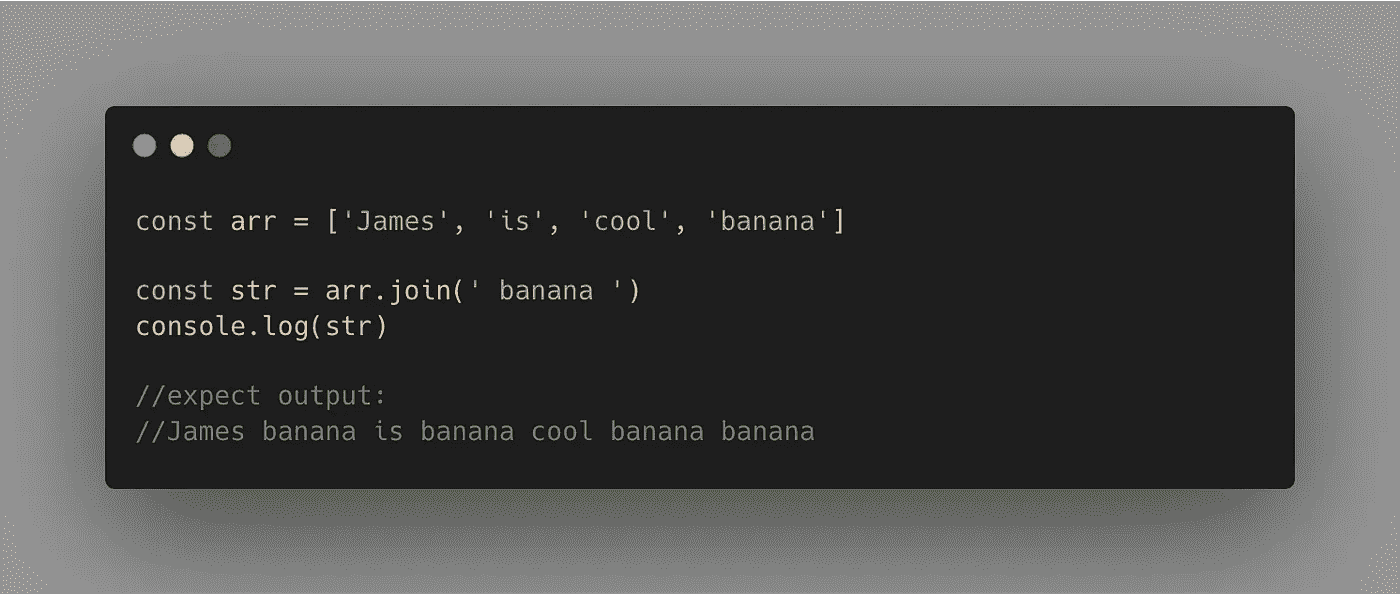 const arr = ['James', 'is', 'cool', 'banana']
const str = arr.join(' banana ')
console.log(str)
//expect output:
//James banana is banana cool banana banana